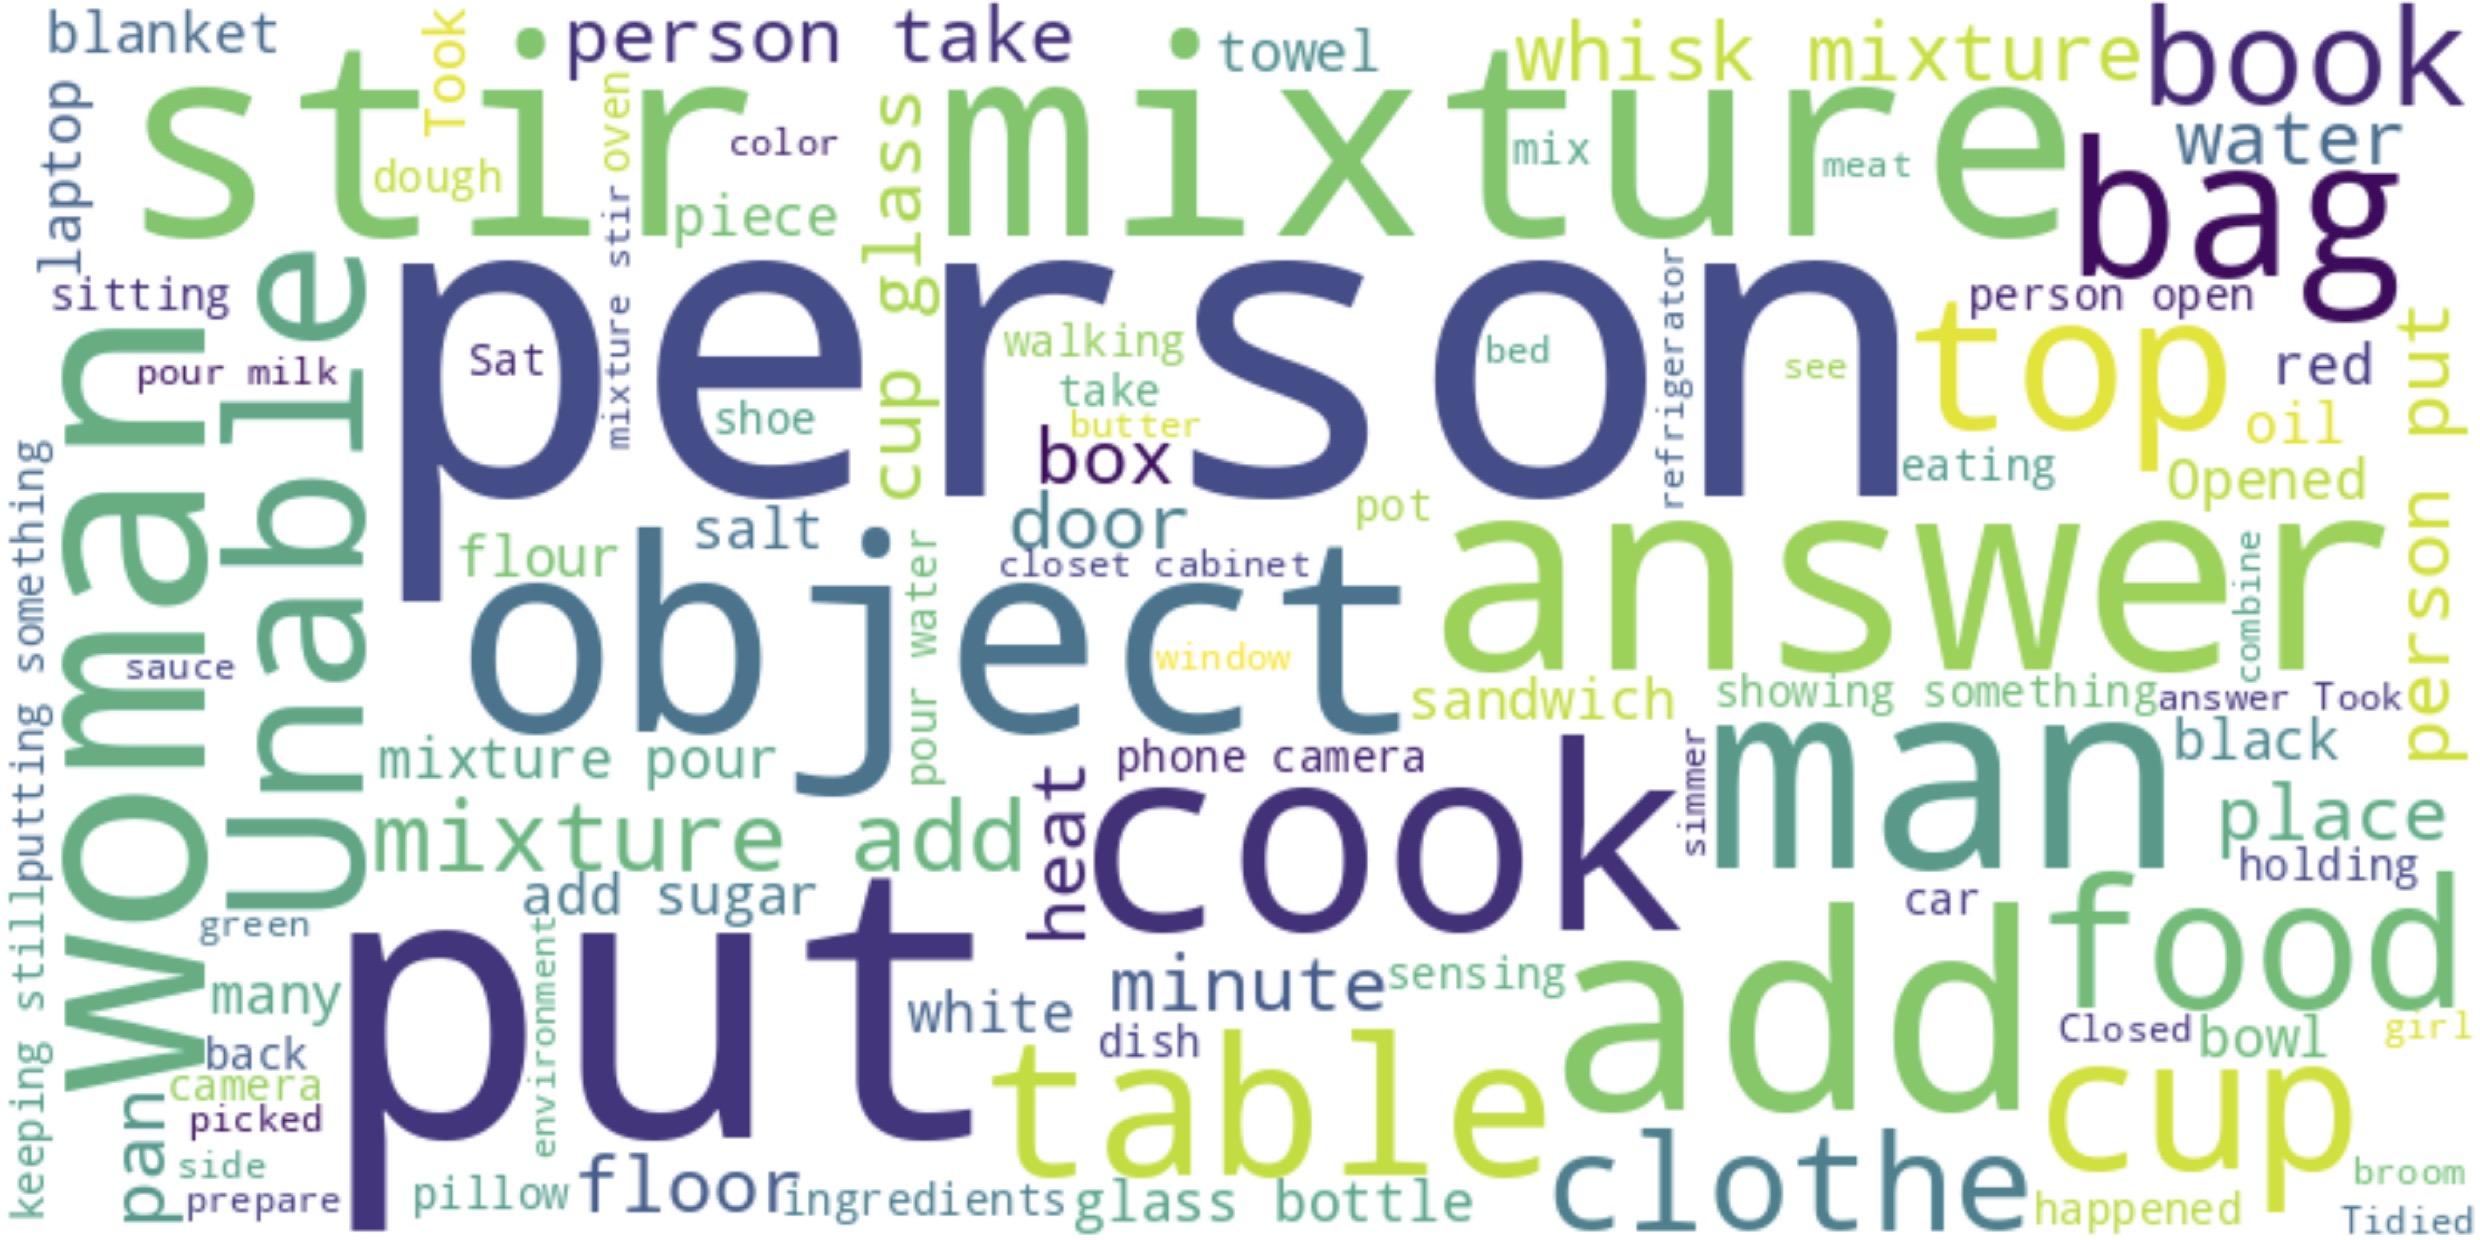 blanket
Took
person take
towel
whisk mixture
book
laptop
stir mixture
oven
color
dough
piece
cup glass
mix
meat
water
bag
mixture stir
sitting
unable
woman
person
person open
pour milk
Sat
shoe
walking
take
butter
box
bed
see
refrigerator
top
red
oil
Opened
eating
person put
putting something
flour
salt
door
pot
closet cabinet
object
answer
combine
pour water
window
sauce
sandwich
showing something
answer Took
mixture pour
phone camera
simmer
man
black
mixture add
heat
cook
place
holding
add sugar
car
food
green
keeping still
many
put
environment
white
minute
sensing
add
back
dish
Closed
bowl
girl
camera
picked
table
cup
pan
side
prepare
pillow
floor
ingredients
glass bottle
clothe
happened
broom
Tidied